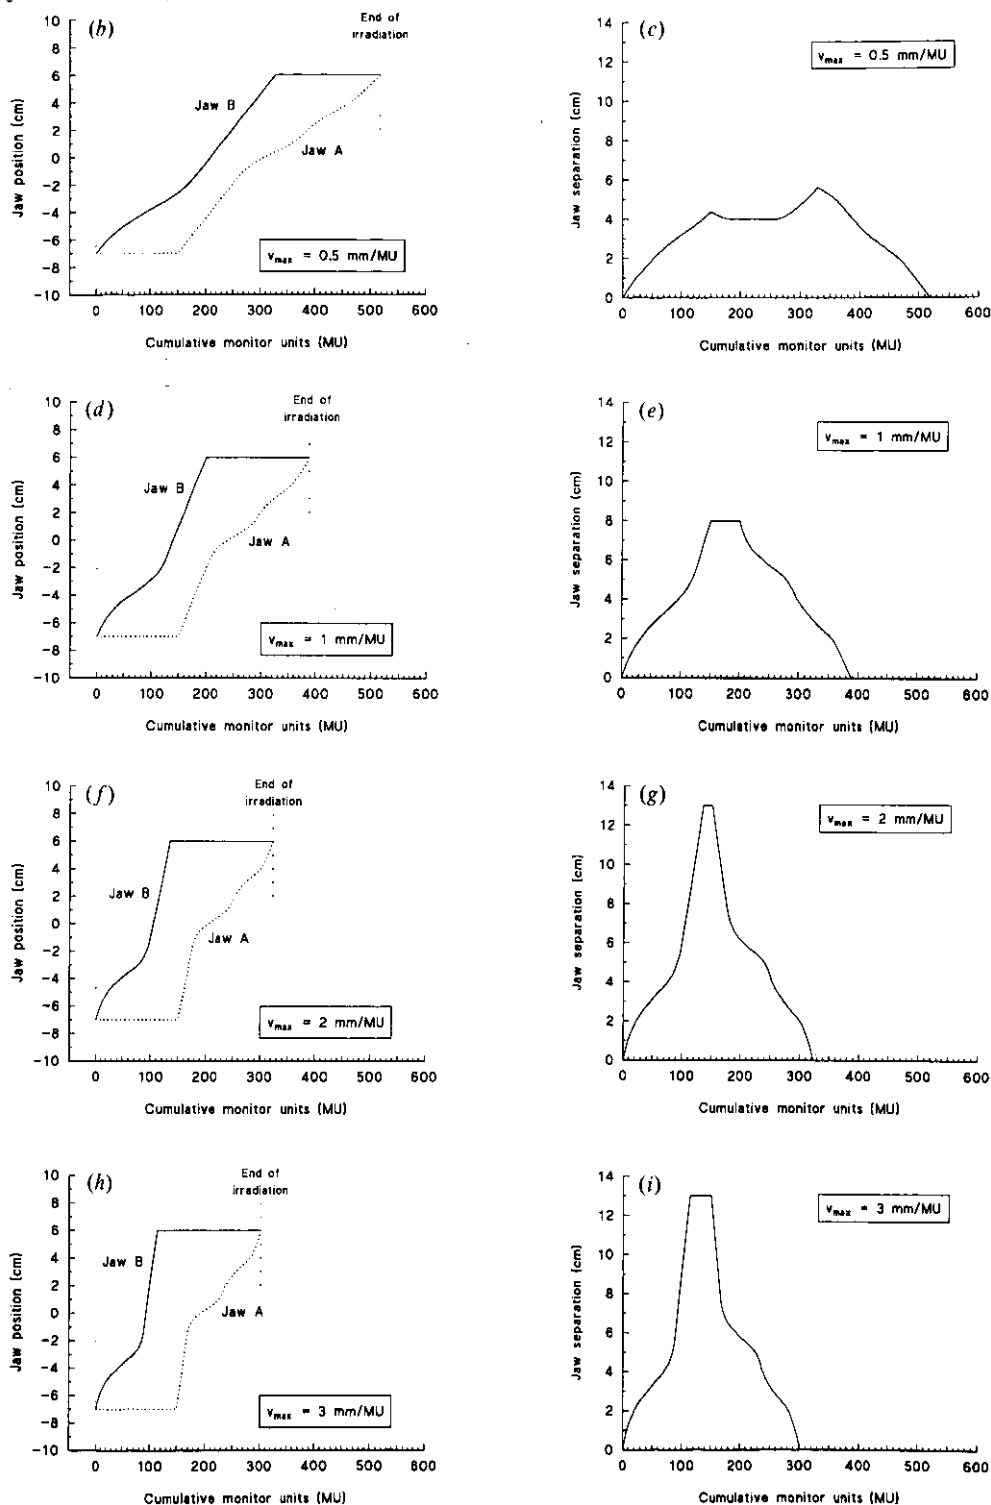 (b)
End of
irradiation
Jaw position (cm)
10
8
6
4
2
0
−2
−4
−6
−8
−10
Jaw B
Jaw A
vmax = 0.5 mm/MU
0 100 200 300 400 500 600
Cumulative monitor units (MU)
(c)
Jaw separation (cm)
14
12
10
8
6
4
2
0
vmax = 0.5 mm/MU
0 100 200 300 400 500 600
Cumulative monitor units (MU)
(d)
End of
irradiation
Jaw position (cm)
10
8
6
4
2
0
−2
−4
−6
−8
−10
Jaw B
Jaw A
vmax = 1 mm/MU
0 100 200 300 400 500 600
Cumulative monitor units (MU)
(e)
Jaw separation (cm)
14
12
10
8
6
4
2
0
vmax = 1 mm/MU
0 100 200 300 400 500 600
Cumulative monitor units (MU)
(f)
End of
irradiation
Jaw position (cm)
10
8
6
4
2
0
−2
−4
−6
−8
−10
Jaw B
Jaw A
vmax = 2 mm/MU
0 100 200 300 400 500 600
Cumulative monitor units (MU)
(g)
Jaw separation (cm)
14
12
10
8
6
4
2
0
vmax = 2 mm/MU
0 100 200 300 400 500 600
Cumulative monitor units (MU)
(h)
End of
irradiation
Jaw position (cm)
10
8
6
4
2
0
−2
−4
−6
−8
−10
Jaw B
Jaw A
vmax = 3 mm/MU
0 100 200 300 400 500 600
Cumulative monitor units (MU)
(i)
Jaw separation (cm)
14
12
10
8
6
4
2
0
vmax = 3 mm/MU
0 100 200 300 400 500 600
Cumulative monitor units (MU)